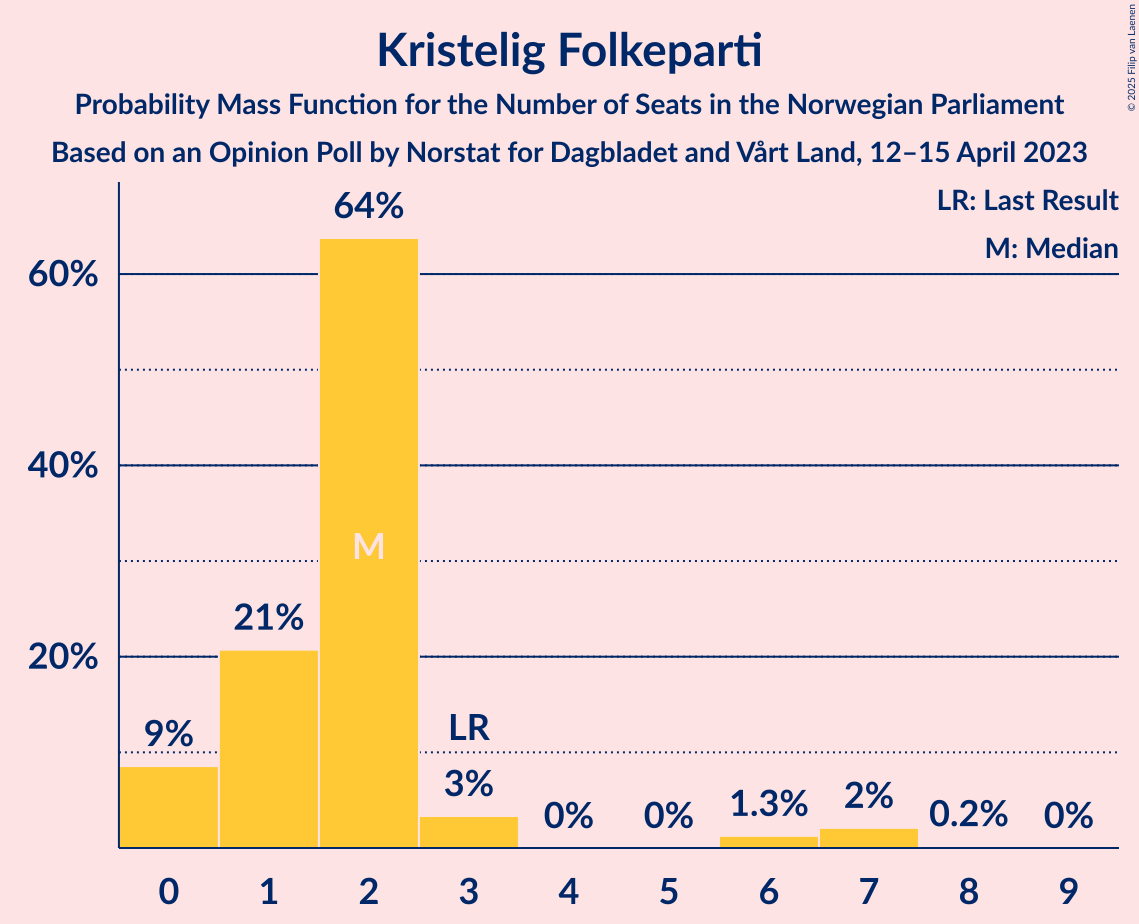 Kristelig Folkeparti
Probability Mass Function for the Number of Seats in the Norwegian Parliament
Based on an Opinion Poll by Norstat for Dagbladet and Vårt Land, 12–15 April 2023
© 2025 Filip van Laenen
LR: Last Result
M: Median
64%
60%
40%
M
21%
20%
9%
LR
3%
0%
0%
1.3%
2%
0.2%
0%
0 1 2 3 4 5 6 7 8 9